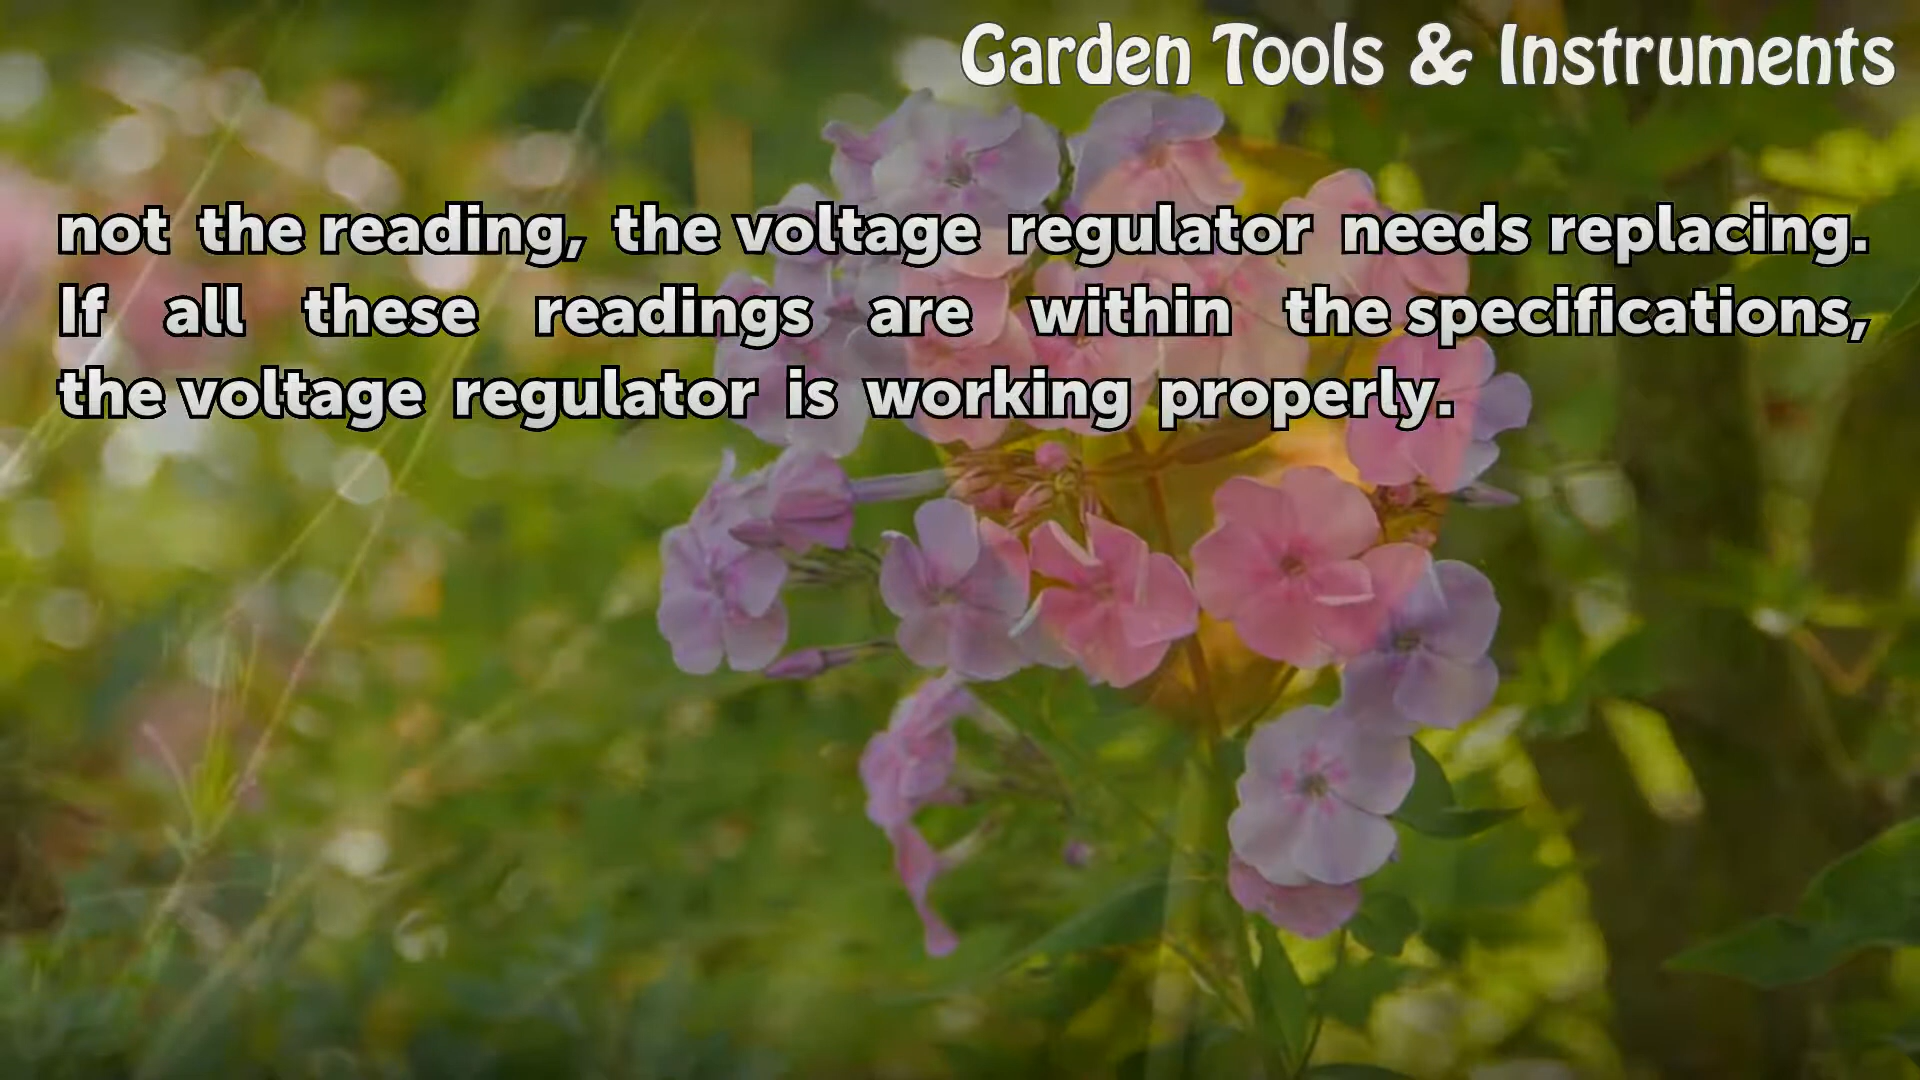 Garden Tools & Instruments
not the reading, the voltage regulator needs replacing.
If all these readings are within the specifications,
the voltage regulator is working properly.